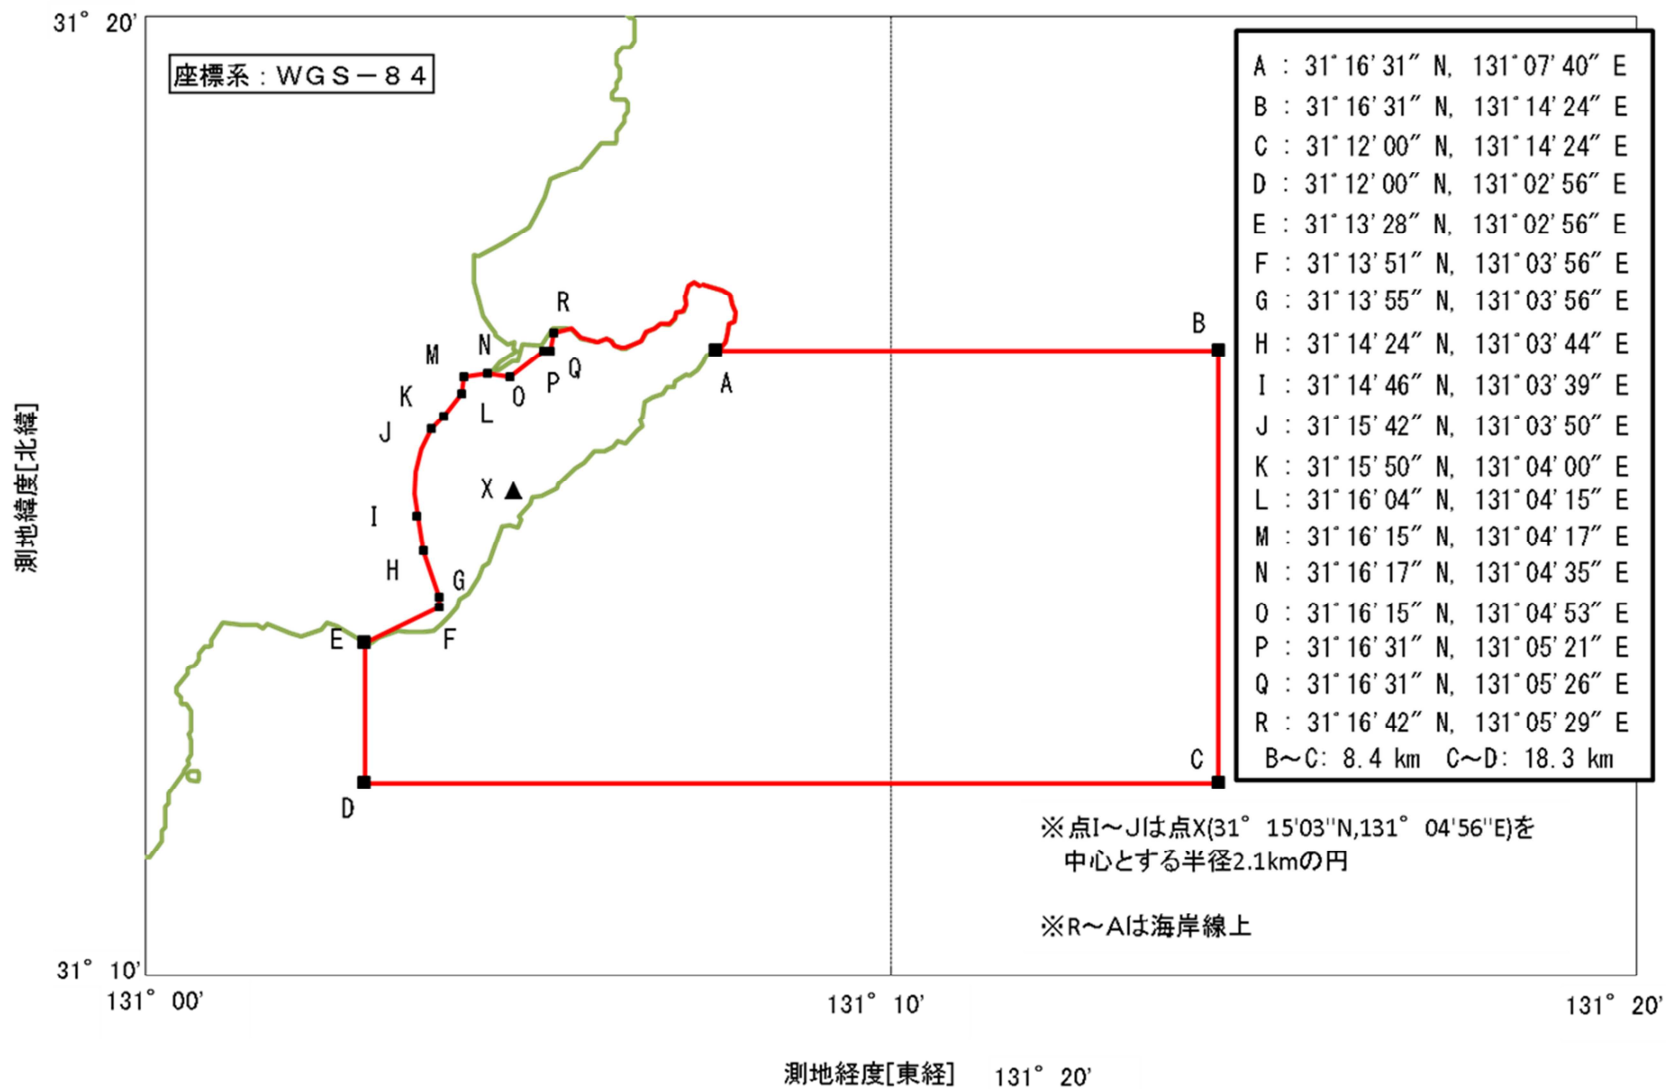 31° 20'
座標系：ＷＧＳ－８４
A : 31°16'31" N, 131°07'40" E
B : 31°16'31" N, 131°14'24" E
C : 31°12'00" N, 131°14'24" E
D : 31°12'00" N, 131°02'56" E
E : 31°13'28" N, 131°02'56" E
F : 31°13'51" N, 131°03'56" E
G : 31°13'55" N, 131°03'56" E
H : 31°14'24" N, 131°03'44" E
I : 31°14'46" N, 131°03'39" E
J : 31°15'42" N, 131°03'50" E
K : 31°15'50" N, 131°04'00" E
L : 31°16'04" N, 131°04'15" E
M : 31°16'15" N, 131°04'17" E
N : 31°16'17" N, 131°04'35" E
O : 31°16'15" N, 131°04'53" E
P : 31°16'31" N, 131°05'21" E
Q : 31°16'31" N, 131°05'26" E
R : 31°16'42" N, 131°05'29" E
B～C: 8.4 km C～D: 18.3 km
R
B
M
N
Q
P
A
O
K
L
J
X
I
H
G
E
F
C
D
測地緯度[北緯]
※点I～Jは点X(31° 15'03''N,131° 04'56''E)を
中心とする半径2.1kmの円
※R～Aは海岸線上
31° 10'
131° 00'
131° 10'
131° 20'
測地経度[東経] 131° 20'